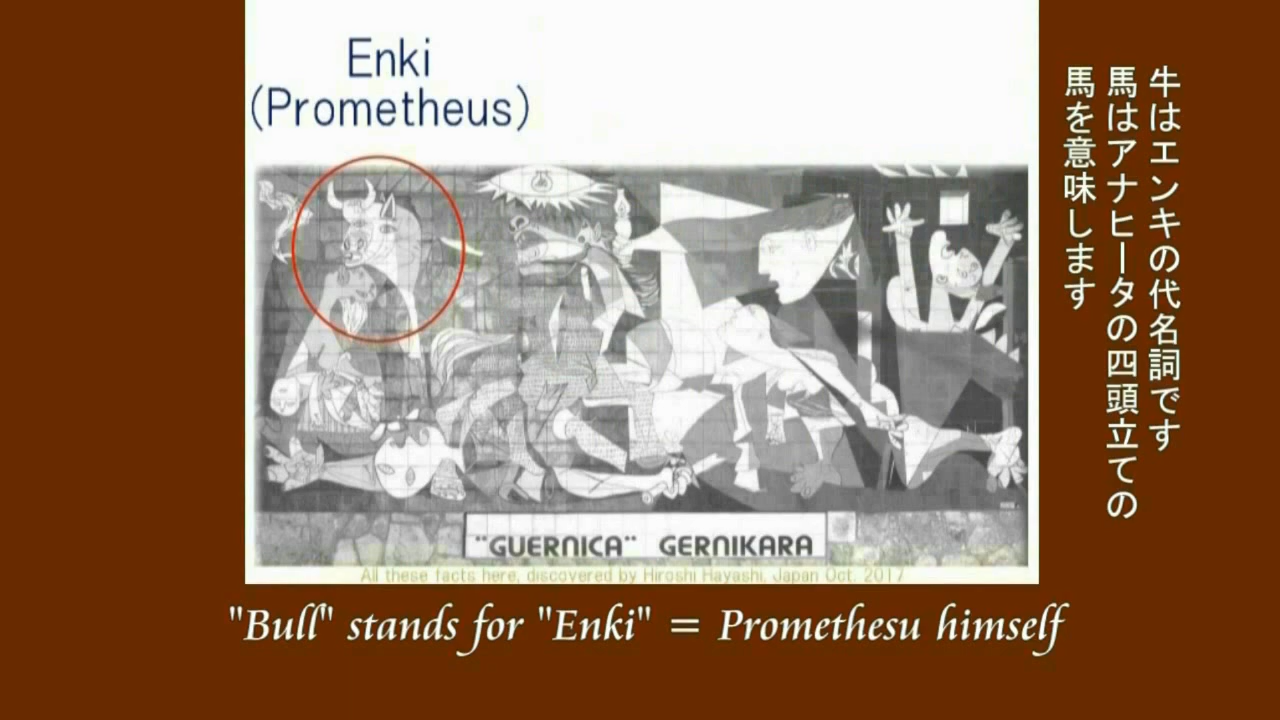 Enki
(Prometheus)
牛はエンキの代名詞です
馬はアナヒータの四頭立ての
馬を意味します
"GUERNICA" GERNIKARA
All these facts here, discovered by Hiroshi Hayashi, Japan Oct. 2017
"Bull" stands for "Enki" = Promethesu himself